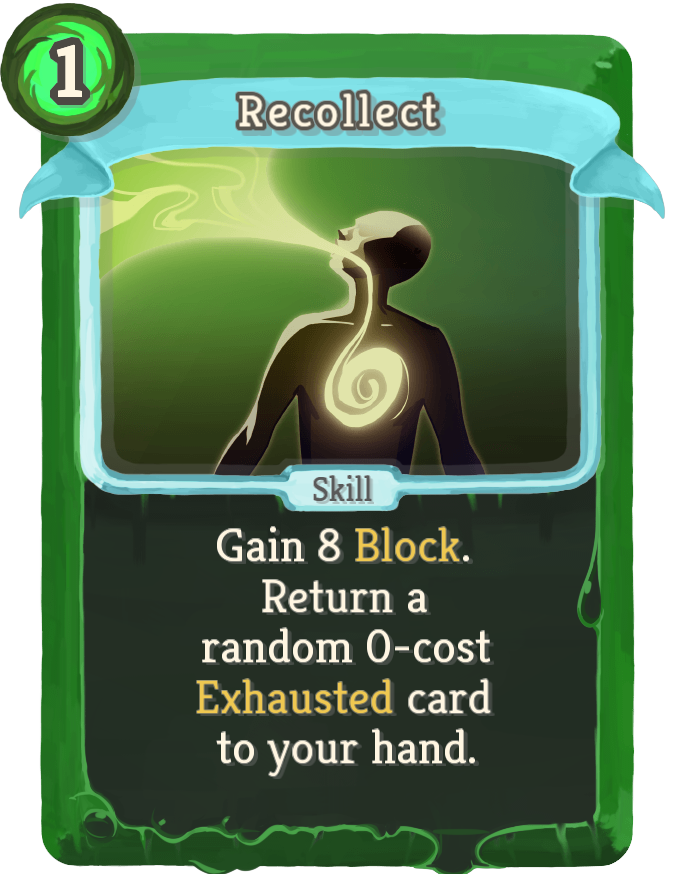 1
Recollect
Skill
Gain 8 Block.
Return a
random 0-cost
Exhausted card
to your hand.